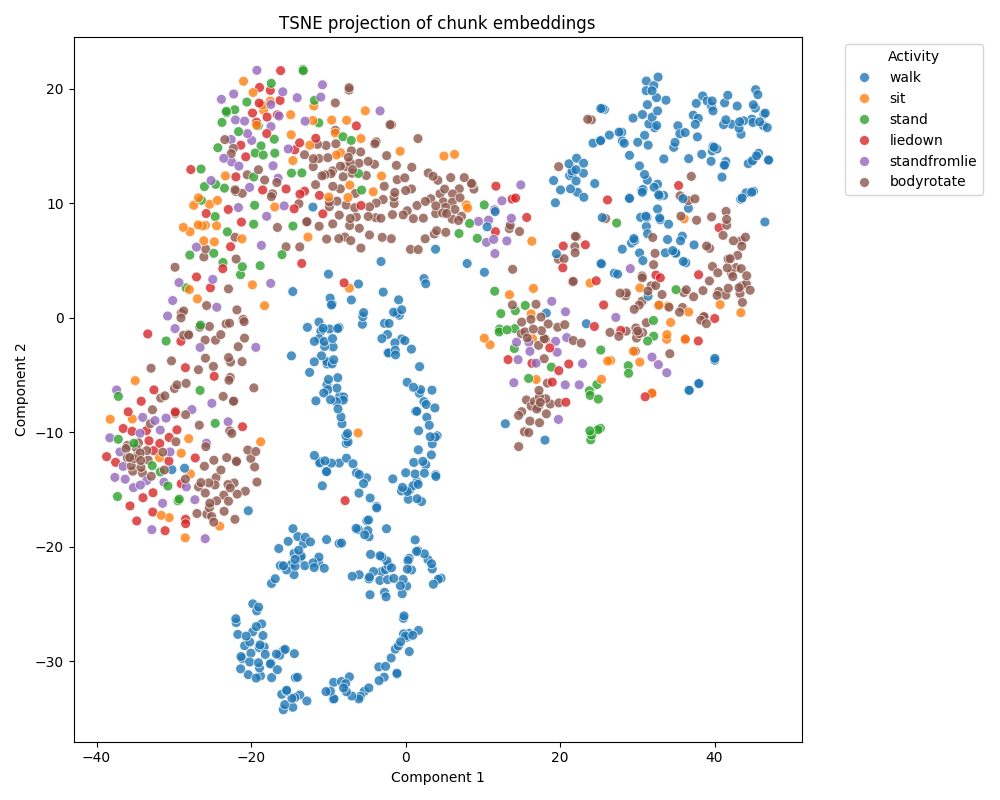 TSNE projection of chunk embeddings
Activity
walk
sit
stand
liedown
standfromlie
bodyrotate
Component 2
20
10
0
−10
−20
−30
−40
−20
0
20
40
Component 1